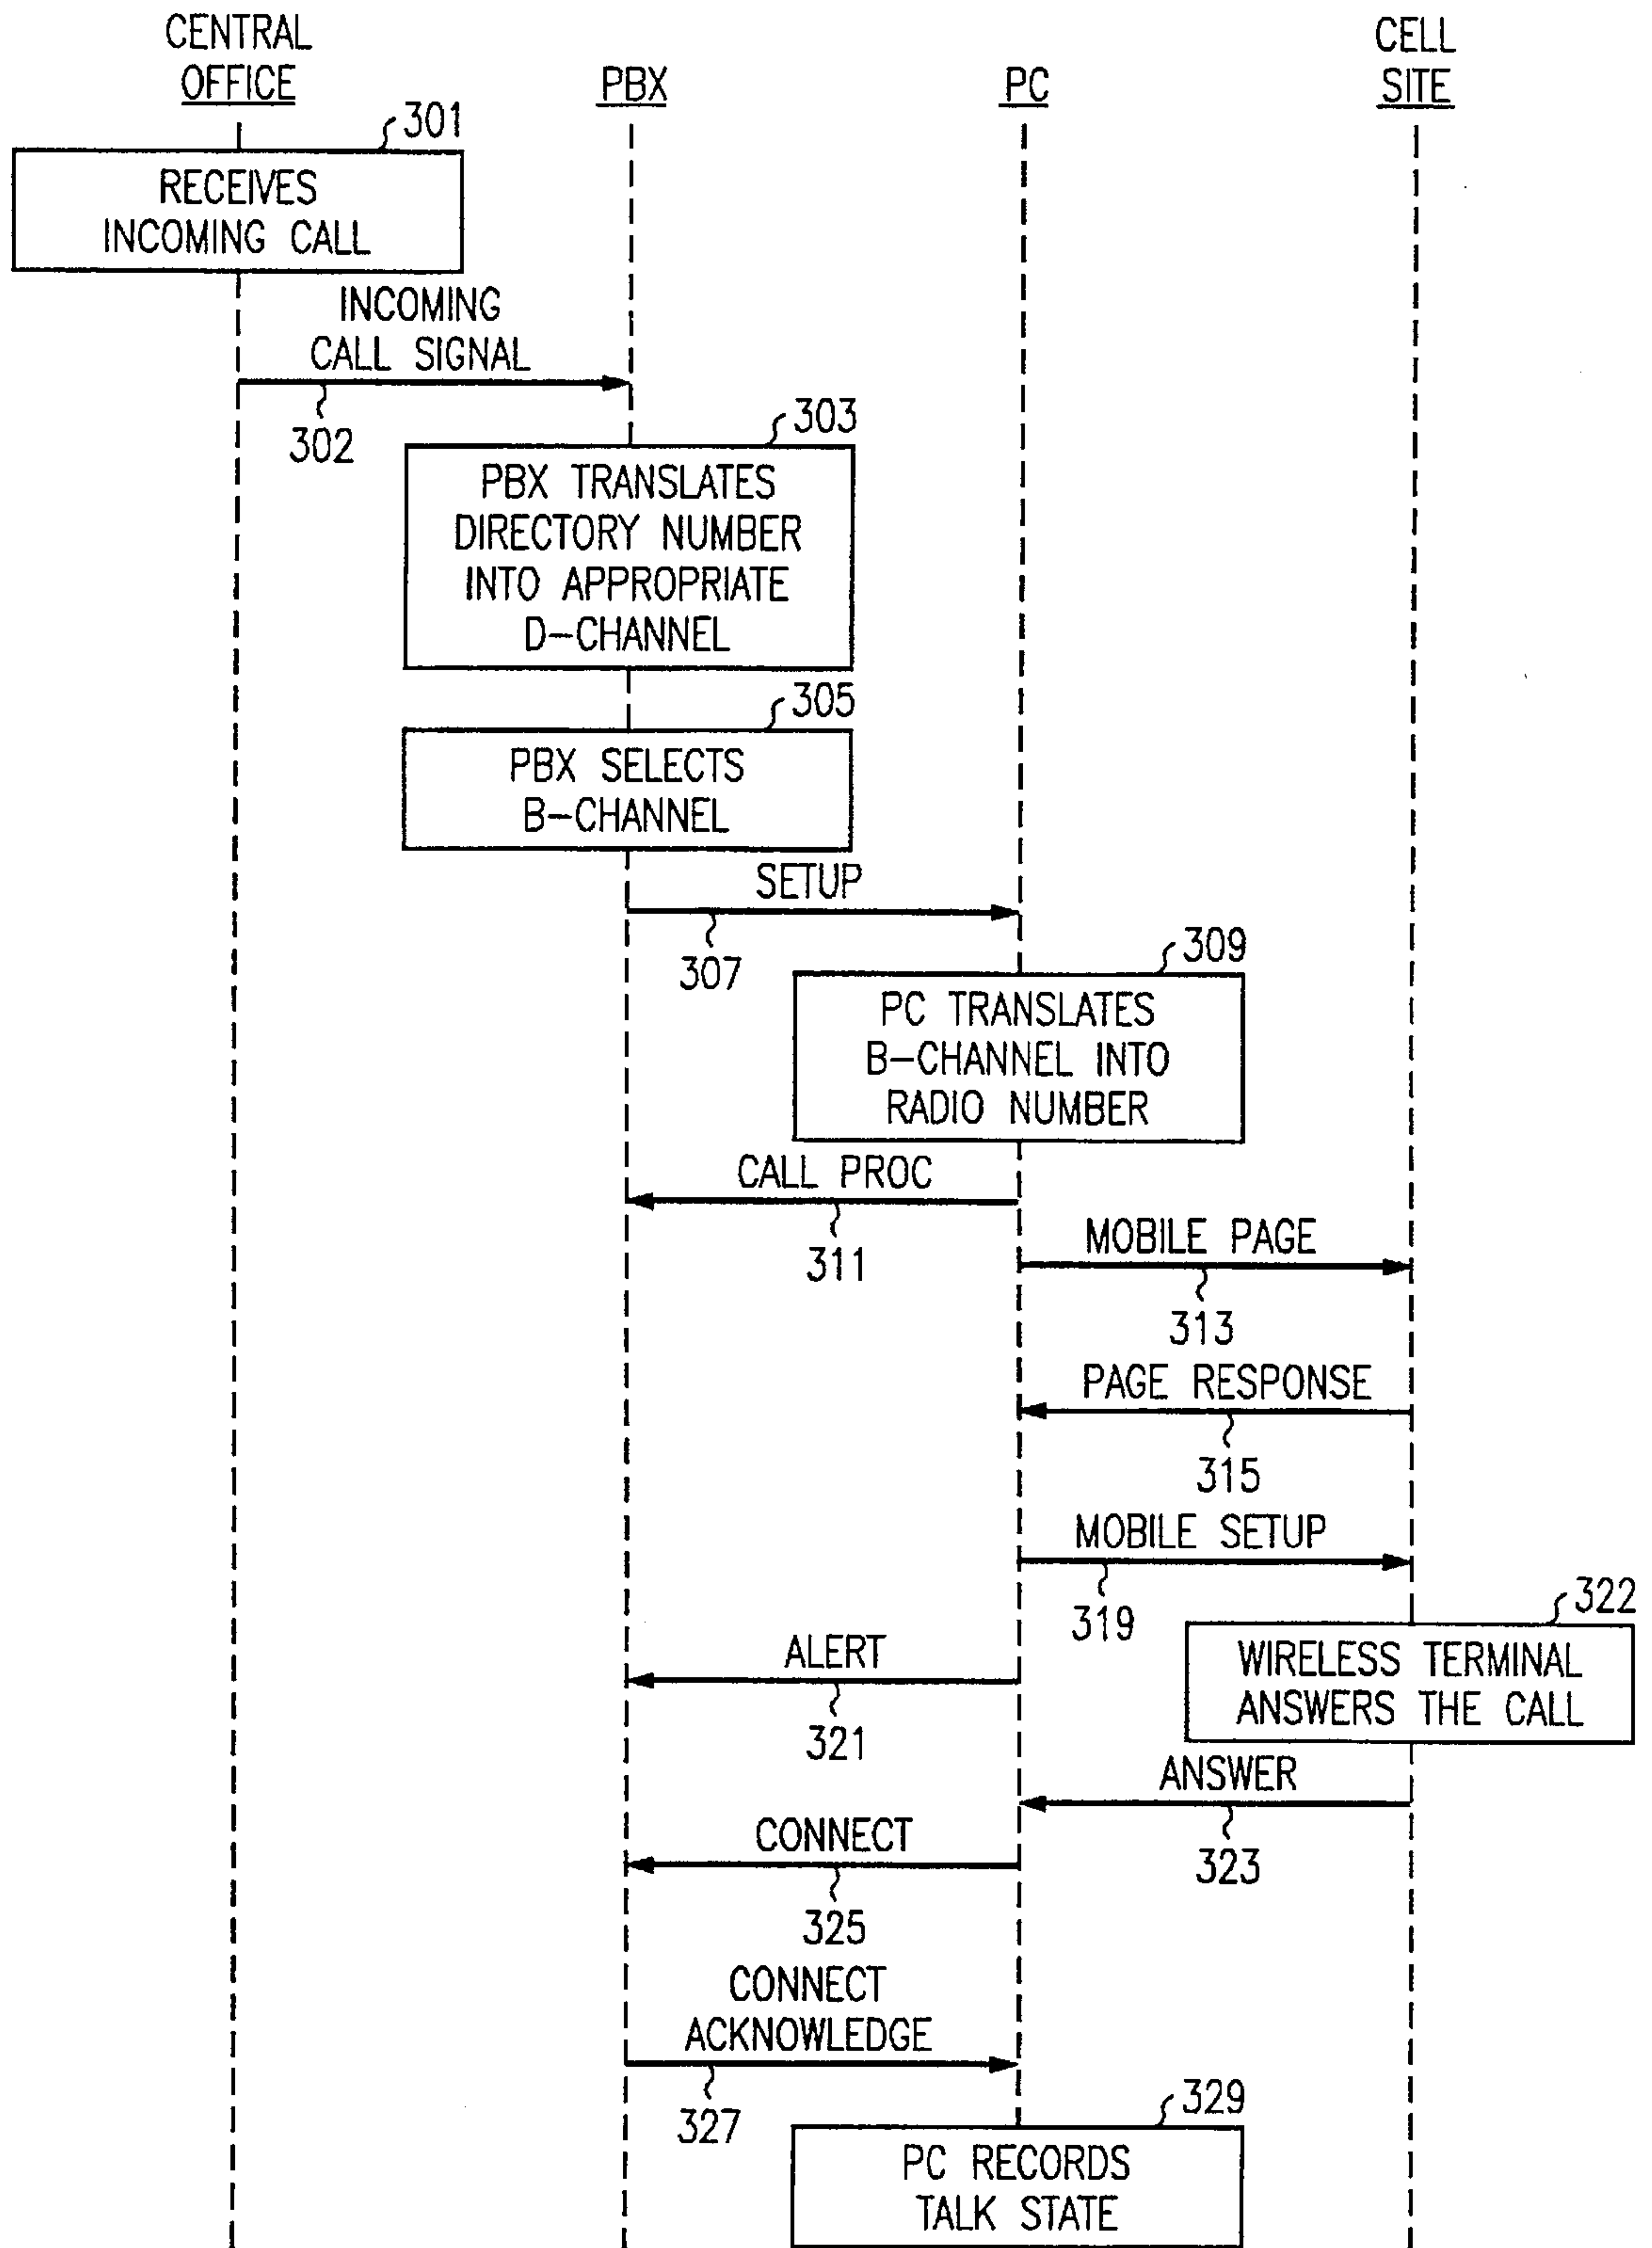 CENTRAL
OFFICE
PBX
PC
CELL
SITE
301
RECEIVES
INCOMING CALL
INCOMING
CALL SIGNAL
302
303
PBX TRANSLATES
DIRECTORY NUMBER
INTO APPROPRIATE
D-CHANNEL
305
PBX SELECTS
B-CHANNEL
SETUP
307
309
PC TRANSLATES
B-CHANNEL INTO
RADIO NUMBER
CALL PROC
311
MOBILE PAGE
313
PAGE RESPONSE
315
MOBILE SETUP
319
322
WIRELESS TERMINAL
ANSWERS THE CALL
ALERT
321
ANSWER
323
CONNECT
325
CONNECT
ACKNOWLEDGE
327
329
PC RECORDS
TALK STATE